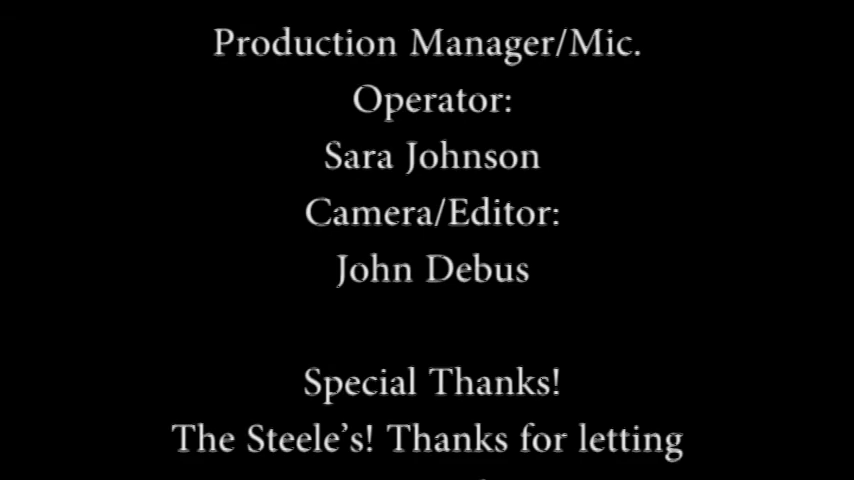 Production Manager/Mic.
Operator:
Sara Johnson
Camera/Editor:
John Debus
Special Thanks!
The Steele's! Thanks for letting